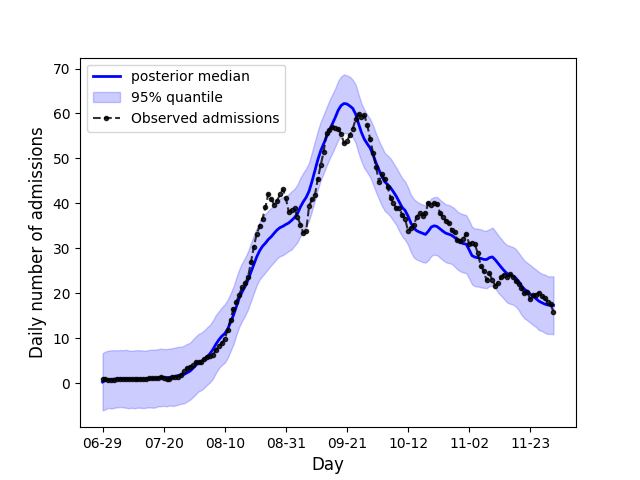 70
60
50
40
30
20
10
0
Daily number of admissions
posterior median
95% quantile
Observed admissions
06-29 07-20 08-10 08-31 09-21 10-12 11-02 11-23
Day